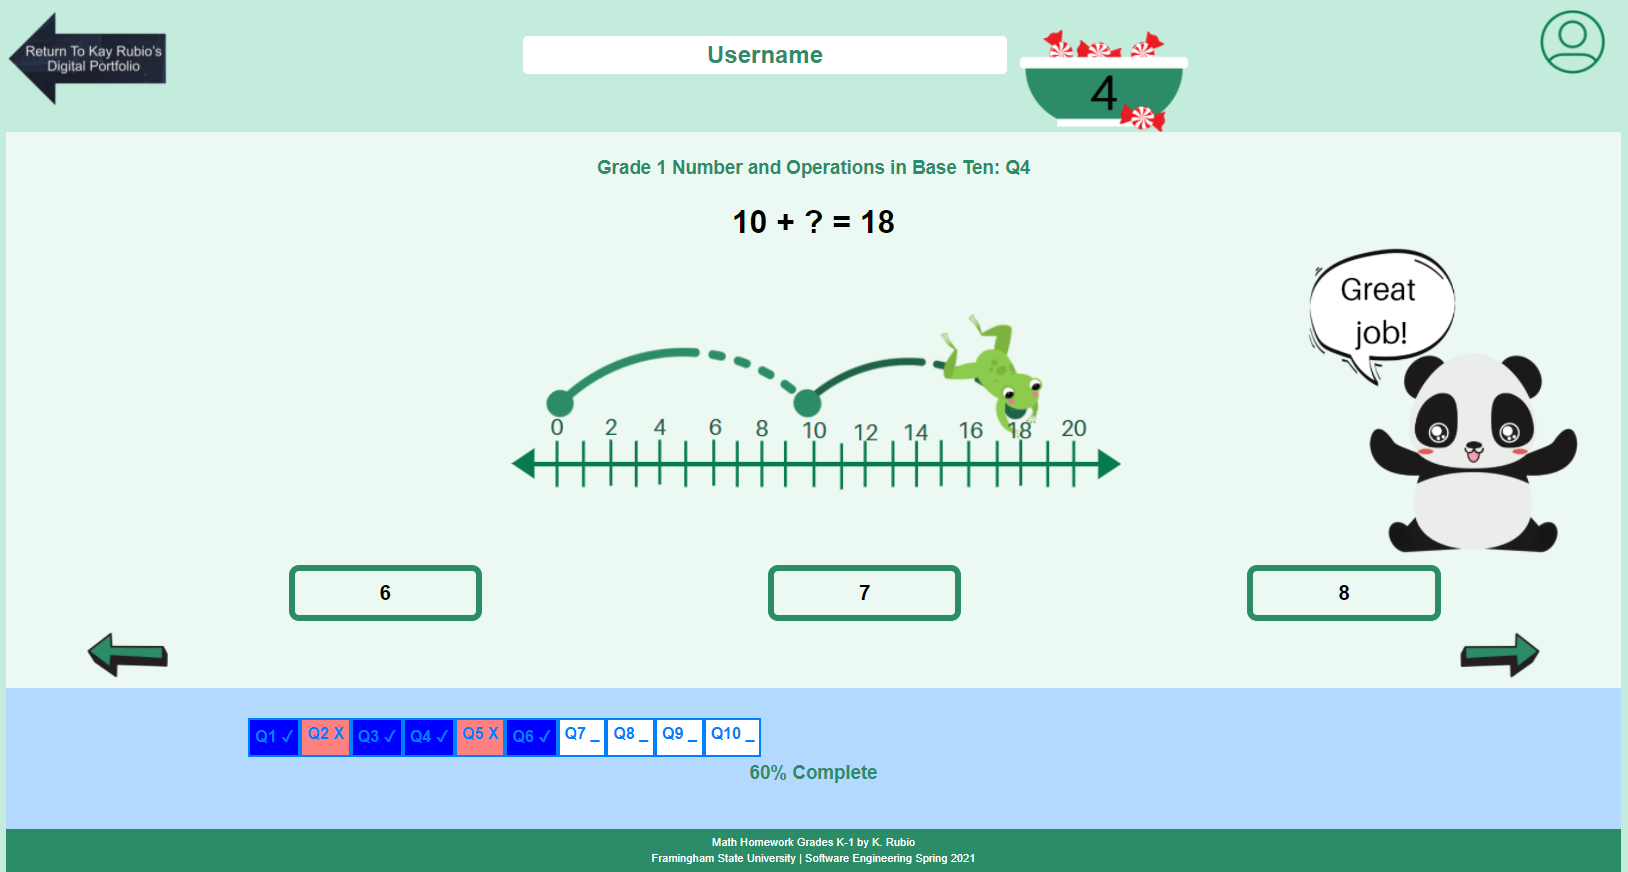 Return To Kay Rubio's
Digital Portfolio
Username
4
Grade 1 Number and Operations in Base Ten: Q4
10 + ? = 18
Great
job!
0 2 4 6 8 10 12 14 16 18 20
6 7 8
Q1 ✓ Q2 X Q3 ✓ Q4 ✓ Q5 X Q6 ✓ Q7 _ Q8 _ Q9 _ Q10 _
60% Complete
Math Homework Grades K-1 by K. Rubio
Framingham State University | Software Engineering Spring 2021